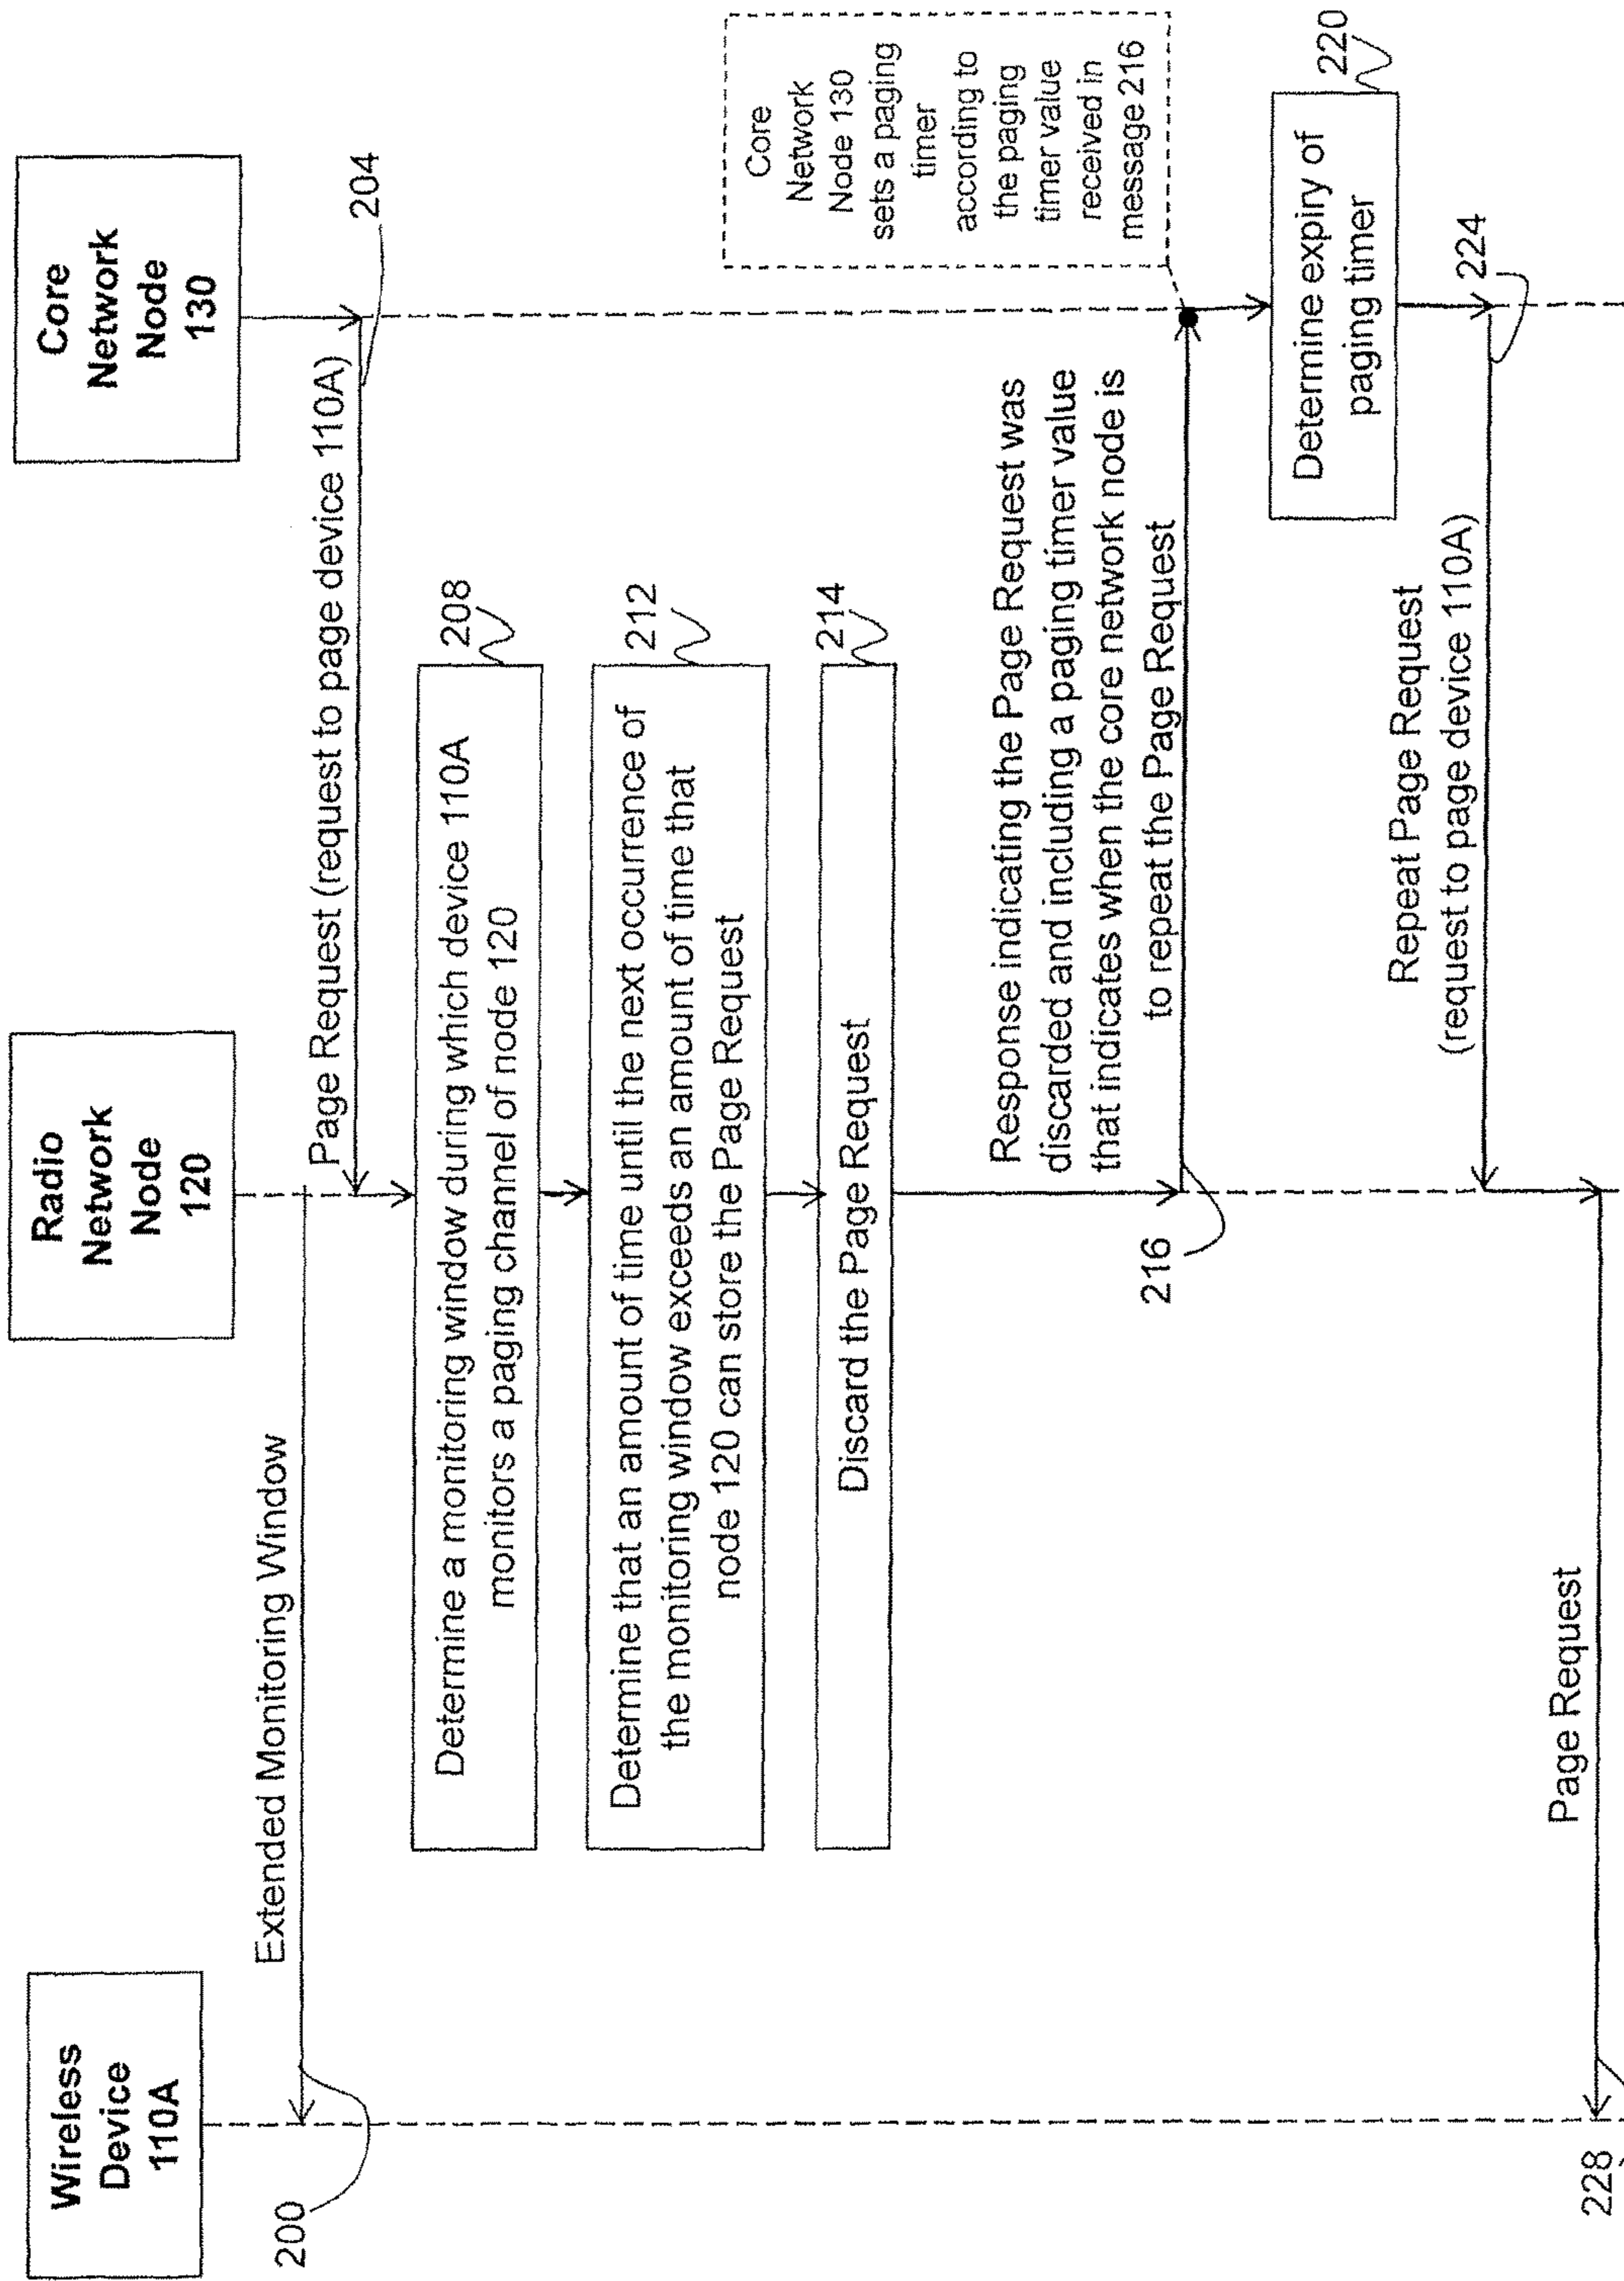 Wireless
Device
110A
Radio
Network
Node
120
Core
Network
Node
130
200
Extended Monitoring Window
Page Request (request to page device 110A)
204
208
Determine a monitoring window during which device 110A
monitors a paging channel of node 120
212
Determine that an amount of time until the next occurrence of
the monitoring window exceeds an amount of time that
node 120 can store the Page Request
214
Discard the Page Request
Response indicating the Page Request was
discarded and including a paging timer value
that indicates when the core network node is
to repeat the Page Request
216
Core
Network
Node 130
sets a paging
timer
according to
the paging
timer value
received in
message 216
220
Determine expiry of
paging timer
224
Repeat Page Request
(request to page device 110A)
Page Request
228